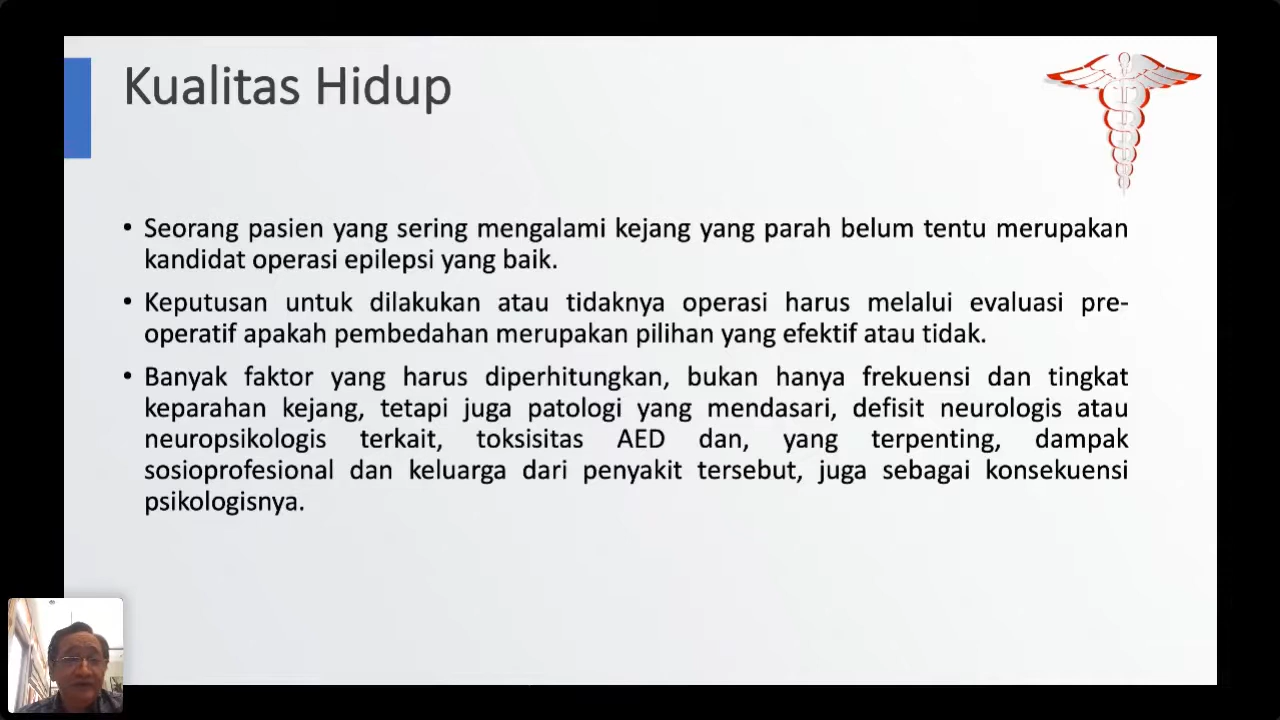 Kualitas Hidup
• Seorang pasien yang sering mengalami kejang yang parah belum tentu merupakan
kandidat operasi epilepsi yang baik.
• Keputusan untuk dilakukan atau tidaknya operasi harus melalui evaluasi pre-
operatif apakah pembedahan merupakan pilihan yang efektif atau tidak.
• Banyak faktor yang harus diperhitungkan, bukan hanya frekuensi dan tingkat
keparahan kejang, tetapi juga patologi yang mendasari, defisit neurologis atau
neuropsikologis terkait, toksisitas AED dan, yang terpenting, dampak
sosioprofesional dan keluarga dari penyakit tersebut, juga sebagai konsekuensi
psikologisnya.